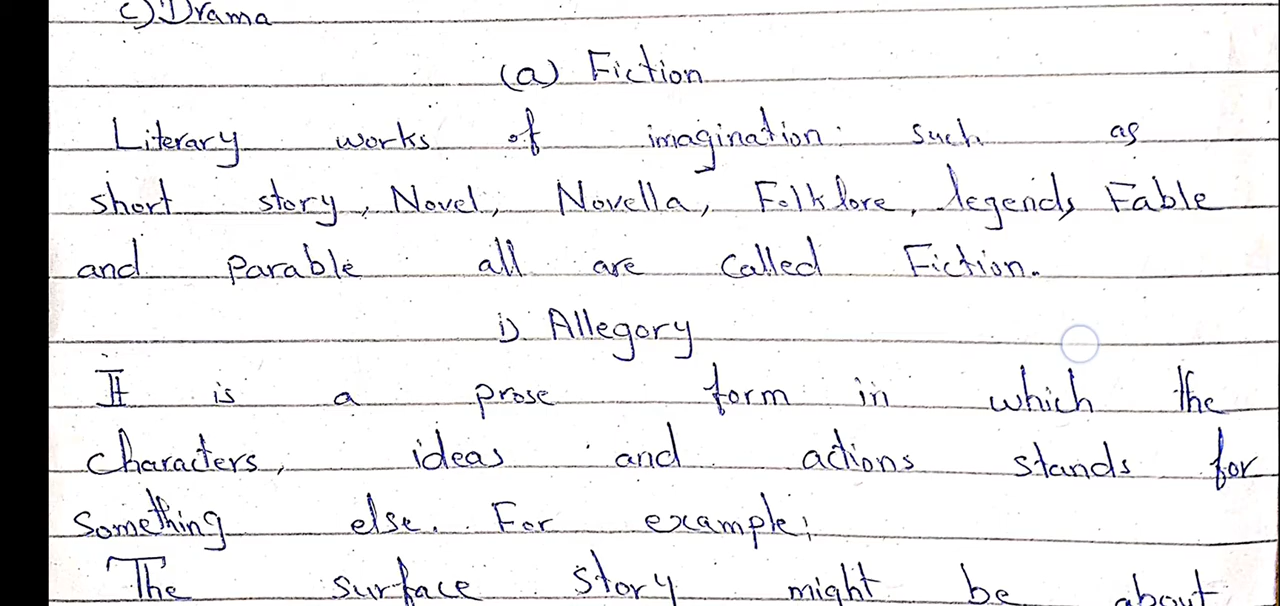 c) Drama
(a) Fiction
Literary works of imagination: such as
short story, Novel, Novella, Folklore, legends, Fable
and Parable all are Called Fiction.
i) Allegory
It is a prose form in which the
Characters, ideas and actions stands for
Something else. For example;
The surface story might be about